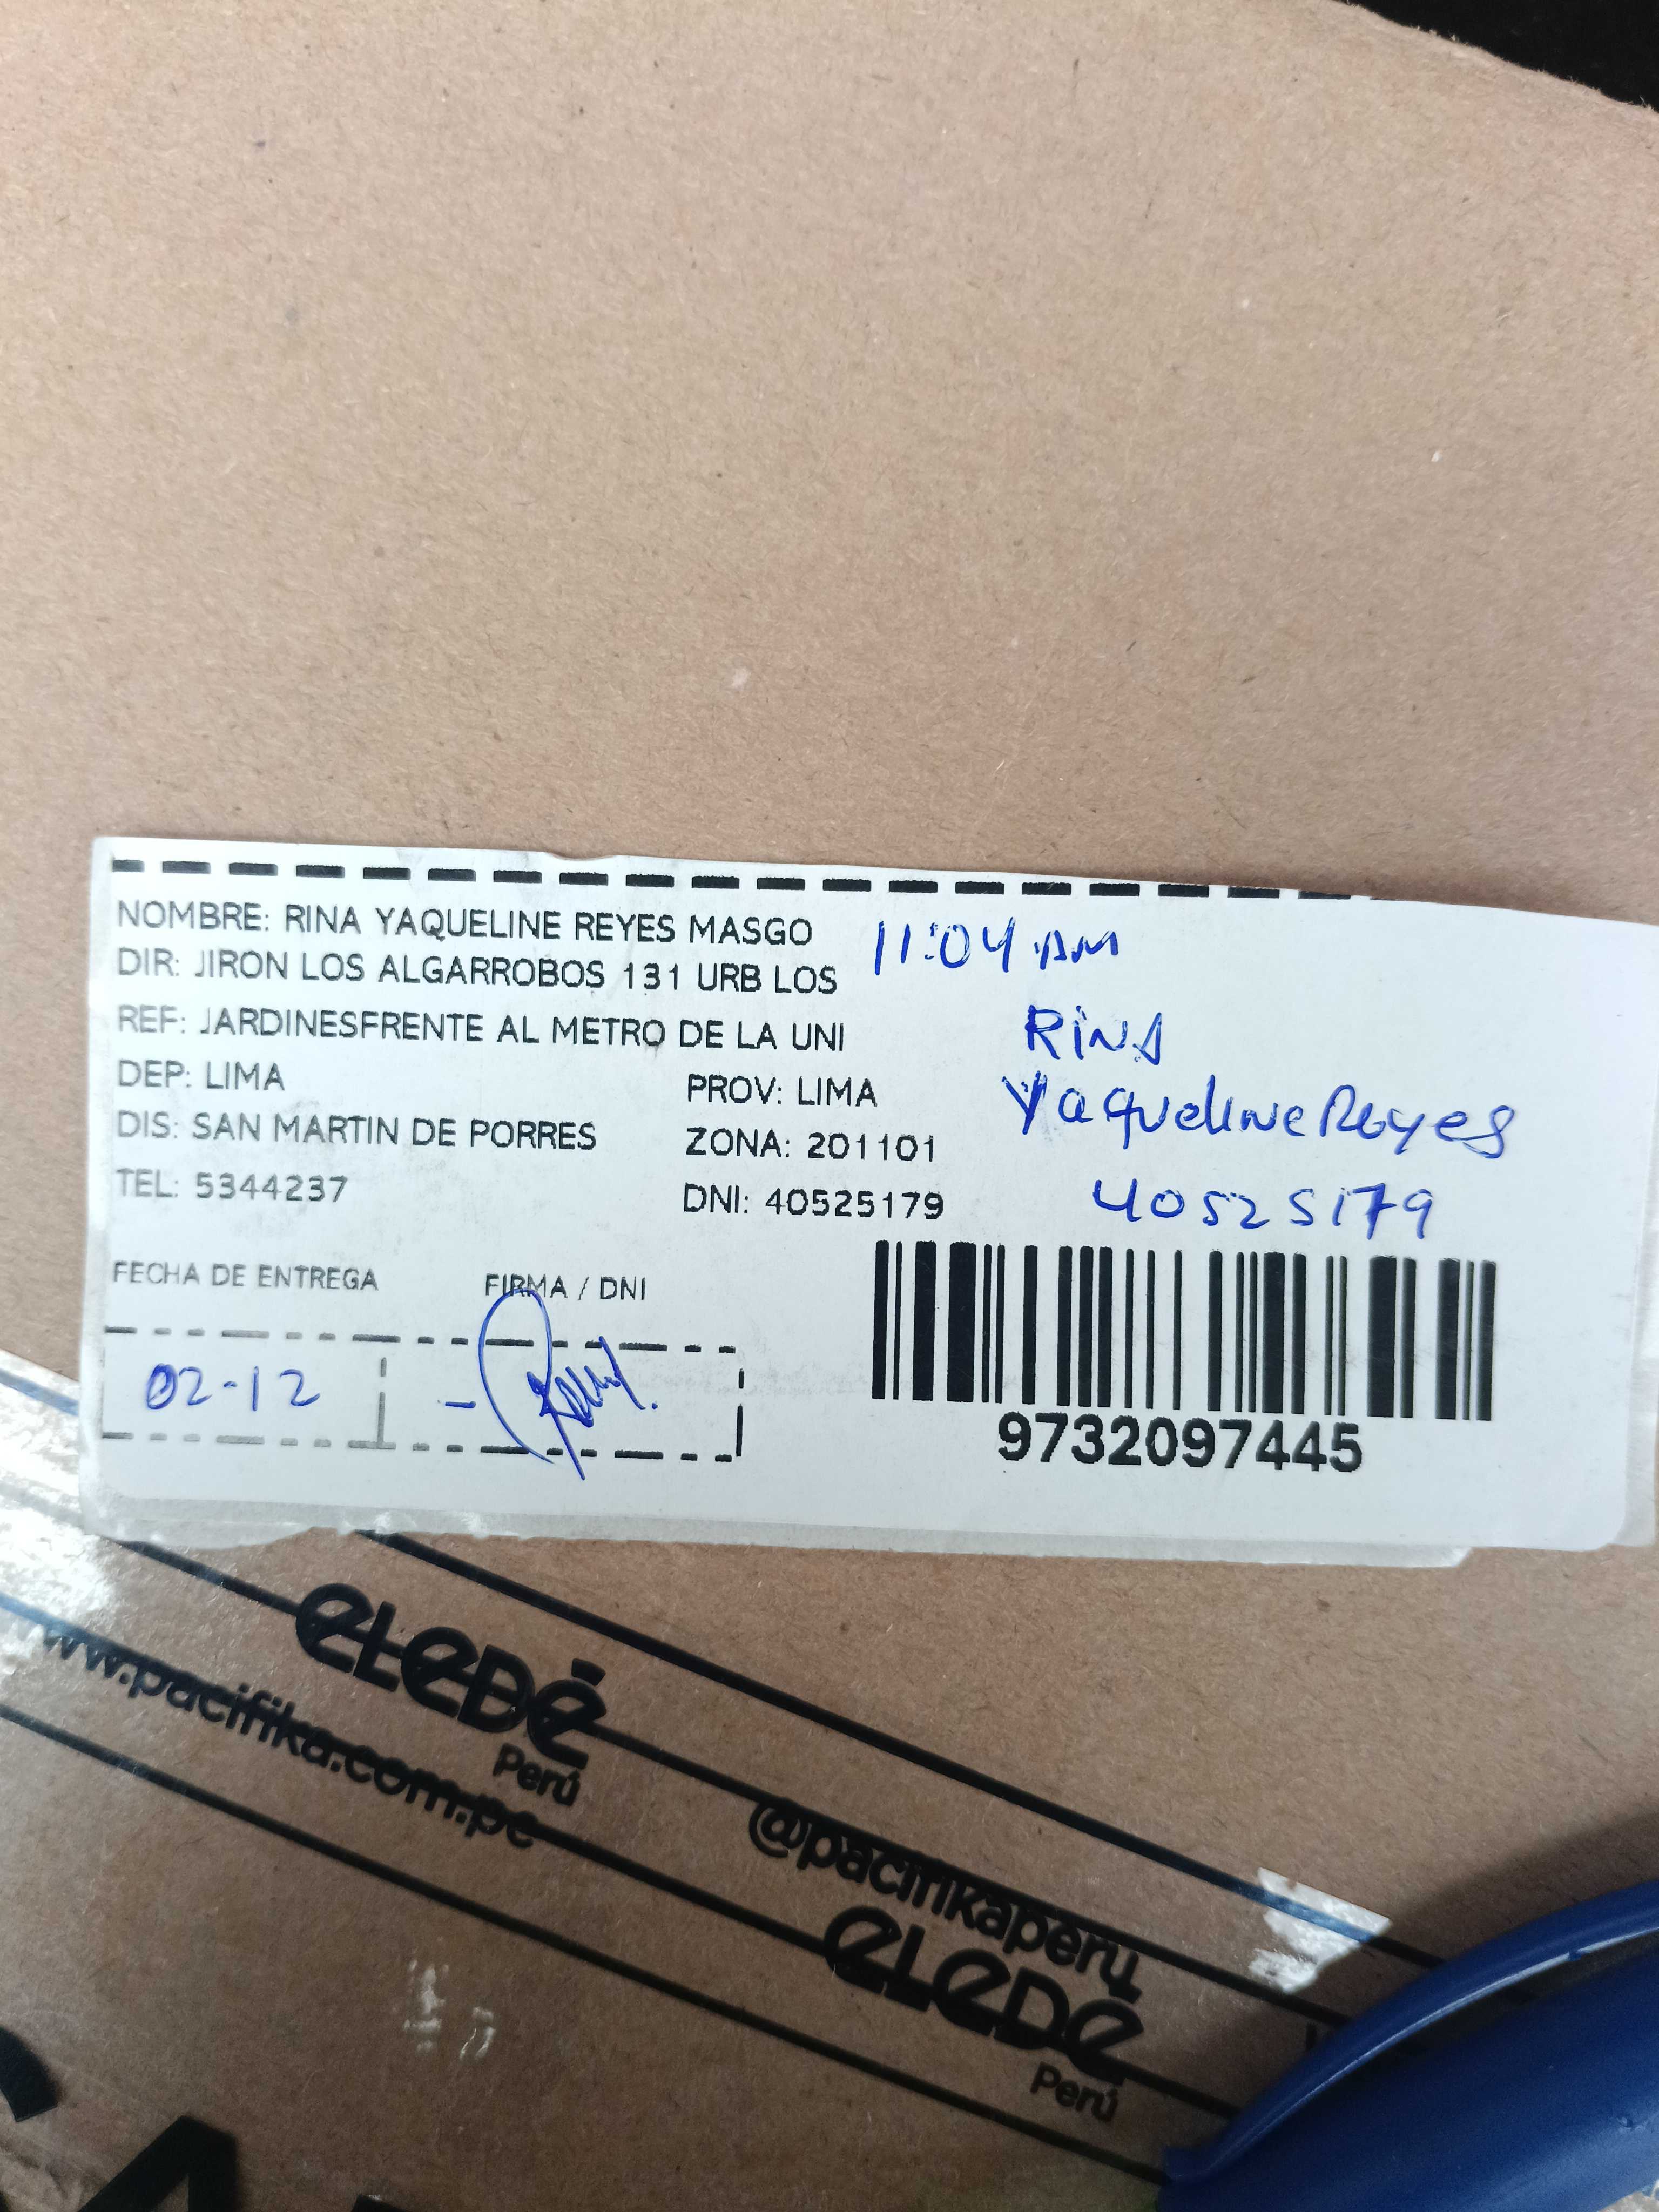 NOMBRE: RINA YAQUELINE REYES MASGO
11:04 AM
DIR: JIRON LOS ALGARROBOS 131 URB LOS
REF: JARDINESFRENTE AL METRO DE LA UNI
RINA
DEP: LIMA
PROV: LIMA
Yaqueline Reyes
DIS: SAN MARTIN DE PORRES
ZONA: 201101
TEL: 5344237
DNI: 40525179
40525179
FECHA DE ENTREGA
FIRMA / DNI
02-12
9732097445
eLeDē
Perú
www.pacifika.com.pe
@pacifikaperu
eLeDē
Perú